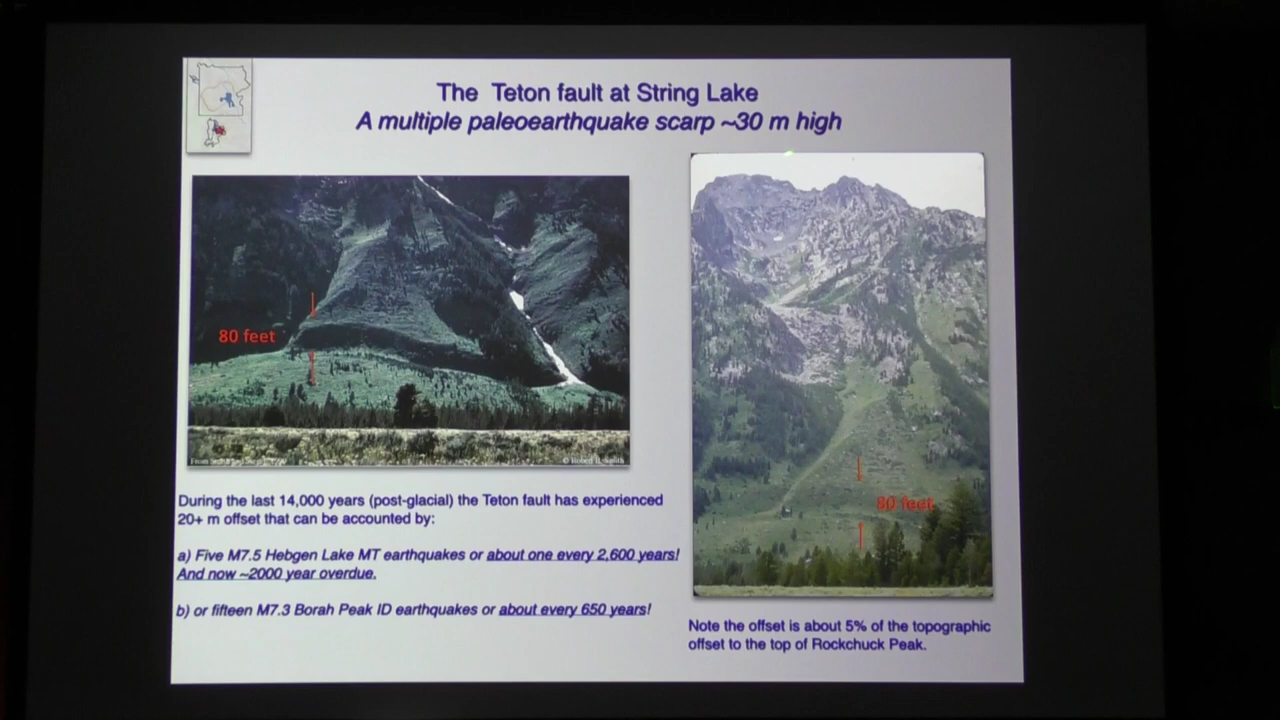 The Teton fault at String Lake
A multiple paleoearthquake scarp ~30 m high
80 feet
© Robert B. Smith
During the last 14,000 years (post-glacial) the Teton fault has experienced
20+ m offset that can be accounted by:
a) Five M7.5 Hebgen Lake MT earthquakes or about one every 2,600 years!
And now ~2000 year overdue.
b) or fifteen M7.3 Borah Peak ID earthquakes or about every 650 years!
80 feet
Note the offset is about 5% of the topographic
offset to the top of Rockchuck Peak.